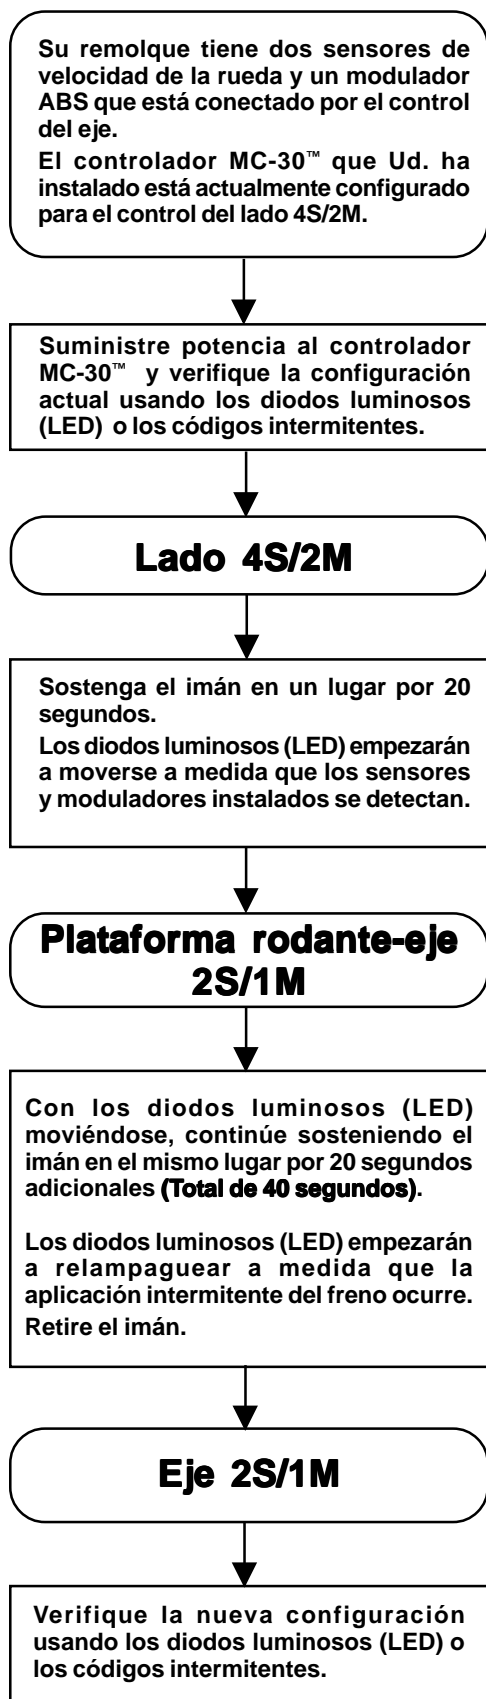 Su remolque tiene dos sensores de
velocidad de la rueda y un modulador
ABS que está conectado por el control
del eje.
El controlador MC-30™ que Ud. ha
instalado está actualmente configurado
para el control del lado 4S/2M.
Suministre potencia al controlador
MC-30™ y verifique la configuración
actual usando los diodos luminosos
(LED) o los códigos intermitentes.
Lado 4S/2M
Sostenga el imán en un lugar por 20
segundos.
Los diodos luminosos (LED) empezarán
a moverse a medida que los sensores
y moduladores instalados se detectan.
Plataforma rodante-eje
2S/1M
Con los diodos luminosos (LED)
moviéndose, continúe sosteniendo el
imán en el mismo lugar por 20 segundos
adicionales (Total de 40 segundos).
Los diodos luminosos (LED) empezarán
a relampaguear a medida que la
aplicación intermitente del freno ocurre.
Retire el imán.
Eje 2S/1M
Verifique la nueva configuración
usando los diodos luminosos (LED) o
los códigos intermitentes.